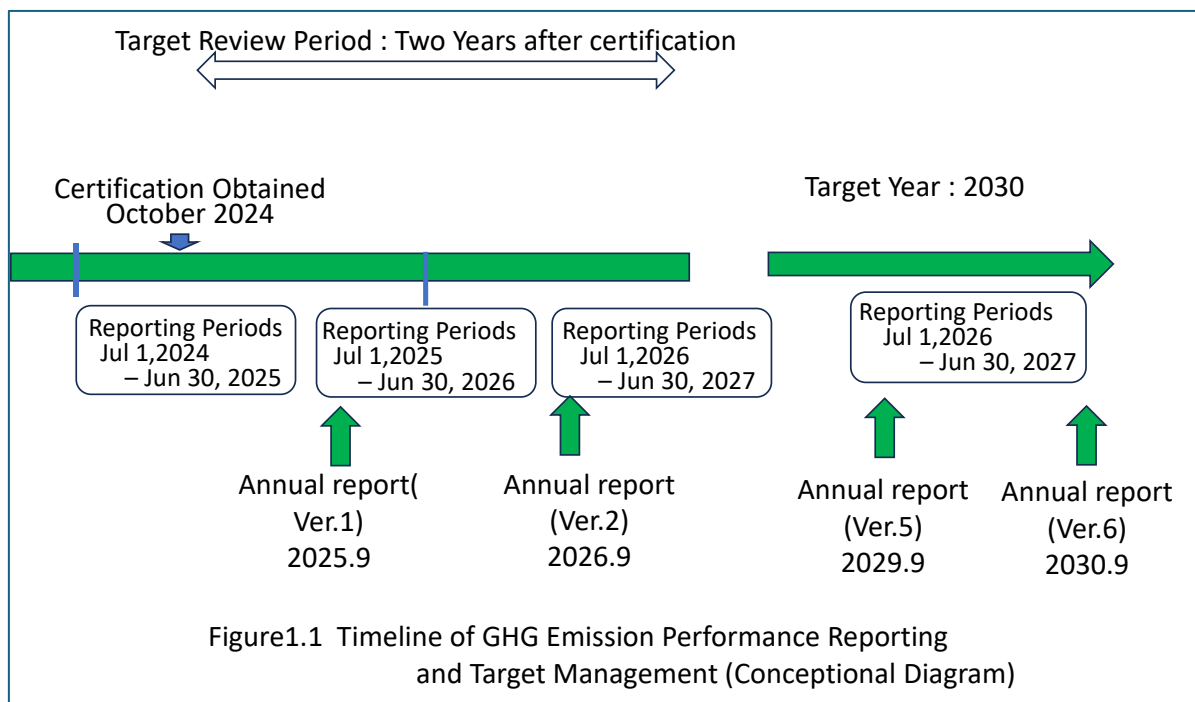 Target Review Period : Two Years after certification
Certification Obtained
October 2024
Target Year : 2030
Reporting Periods
Jul 1,2024
– Jun 30, 2025
Reporting Periods
Jul 1,2025
– Jun 30, 2026
Reporting Periods
Jul 1,2026
– Jun 30, 2027
Reporting Periods
Jul 1,2026
– Jun 30, 2027
Annual report(
Ver.1)
2025.9
Annual report
(Ver.2)
2026.9
Annual report
(Ver.5)
2029.9
Annual report
(Ver.6)
2030.9
Figure1.1 Timeline of GHG Emission Performance Reporting
and Target Management (Conceptual Diagram)